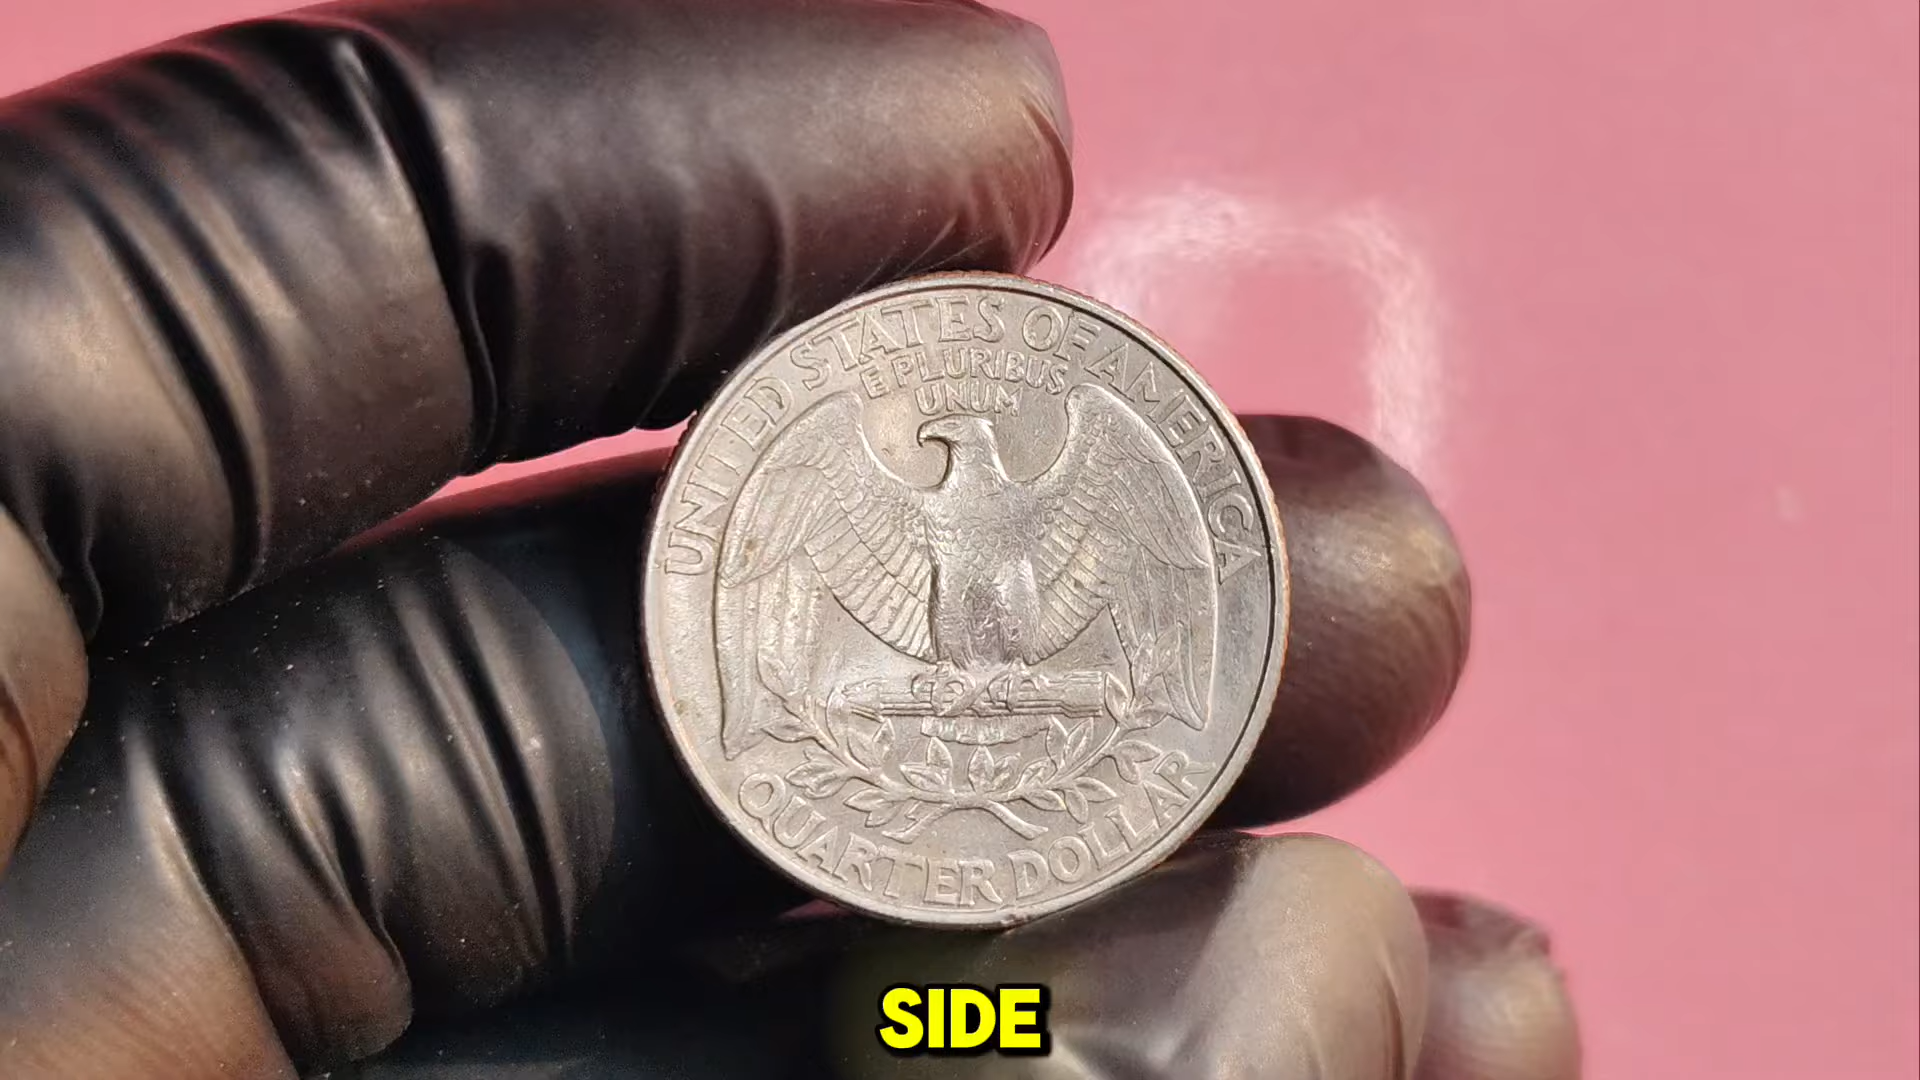 UNITED STATES OF AMERICA
E PLURIBUS
UNUM
QUARTER DOLLAR
SIDE